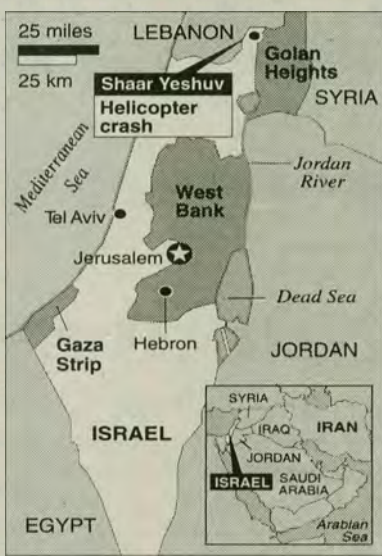 25 miles
25 km
LEBANON
Golan
Heights
Shaar Yeshuv
Helicopter
crash
SYRIA
Mediterranean
Sea
Jordan
River
West
Bank
Tel Aviv
Jerusalem
Dead Sea
Hebron
Gaza
Strip
JORDAN
ISRAEL
EGYPT
SYRIA
IRAQ
IRAN
JORDAN
ISRAEL
SAUDI
ARABIA
Arabian
Sea